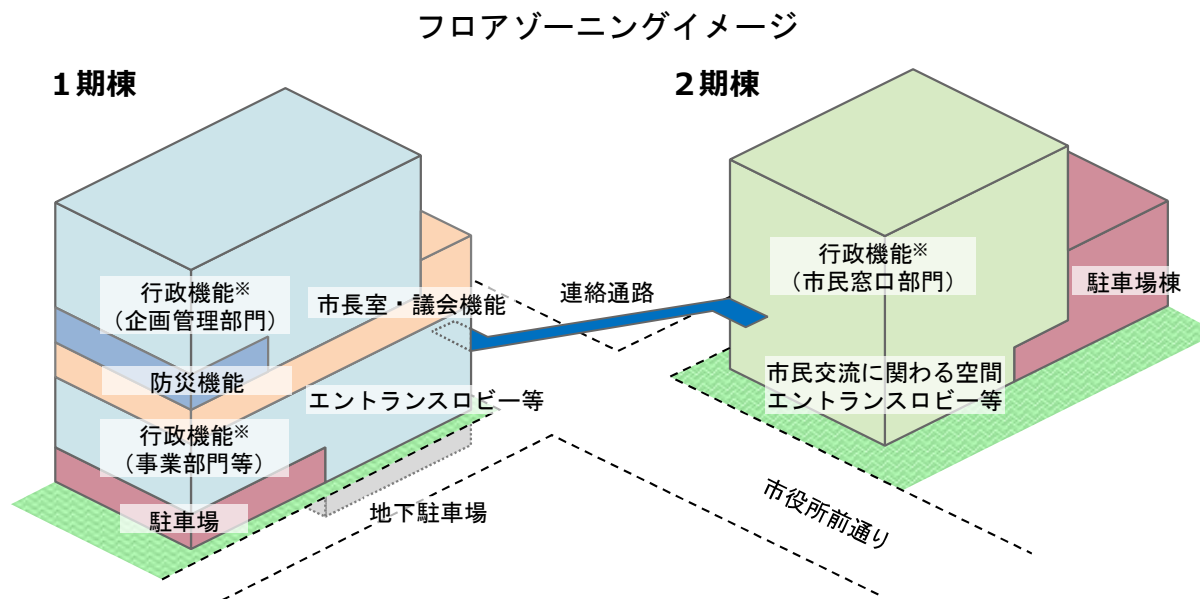 フロアゾーニングイメージ
１期棟
２期棟
行政機能※
（企画管理部門）
市長室・議会機能
防災機能
エントランスロビー等
行政機能※
（事業部門等）
駐車場
地下駐車場
連絡通路
行政機能※
（市民窓口部門）
駐車場棟
市民交流に関わる空間
エントランスロビー等
市役所前通り